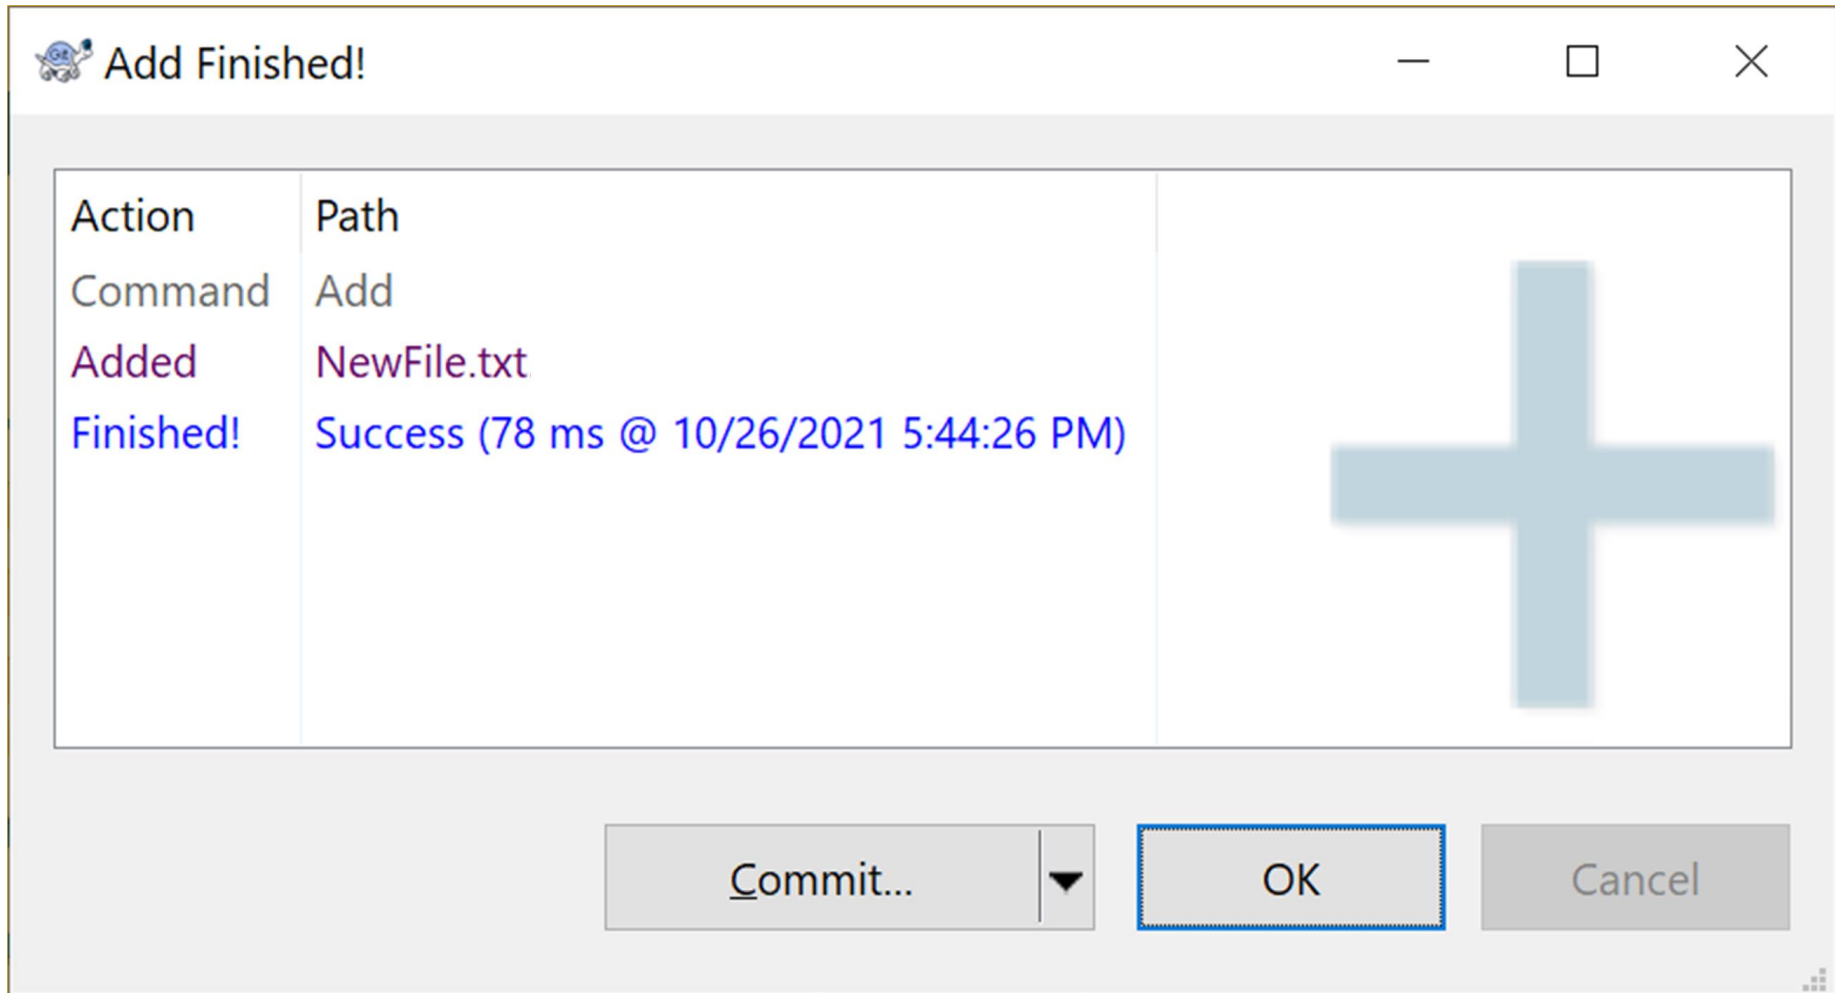 Add Finished!
Action Path
Command Add
Added NewFile.txt
Finished! Success (78 ms @ 10/26/2021 5:44:26 PM)
Commit... OK Cancel